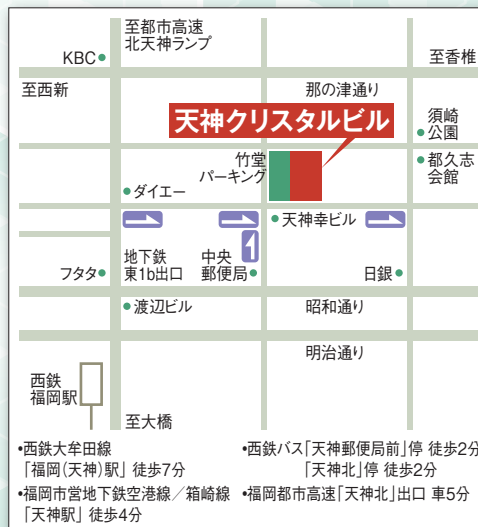 至都市高速
北天神ランプ
KBC
至香椎
至西新
那の津通り
天神クリスタルビル
須崎
公園
竹堂
パーキング
都久志
会館
ダイエー
天神幸ビル
地下鉄
東1b出口
中央
郵便局
フタタ
日銀
渡辺ビル
昭和通り
明治通り
西鉄
福岡駅
至大橋
•西鉄大牟田線
「福岡(天神)駅」 徒歩7分
•福岡市営地下鉄空港線／箱崎線
「天神駅」 徒歩4分
•西鉄バス「天神郵便局前」停 徒歩2分
「天神北」停 徒歩2分
•福岡都市高速「天神北」出口 車5分